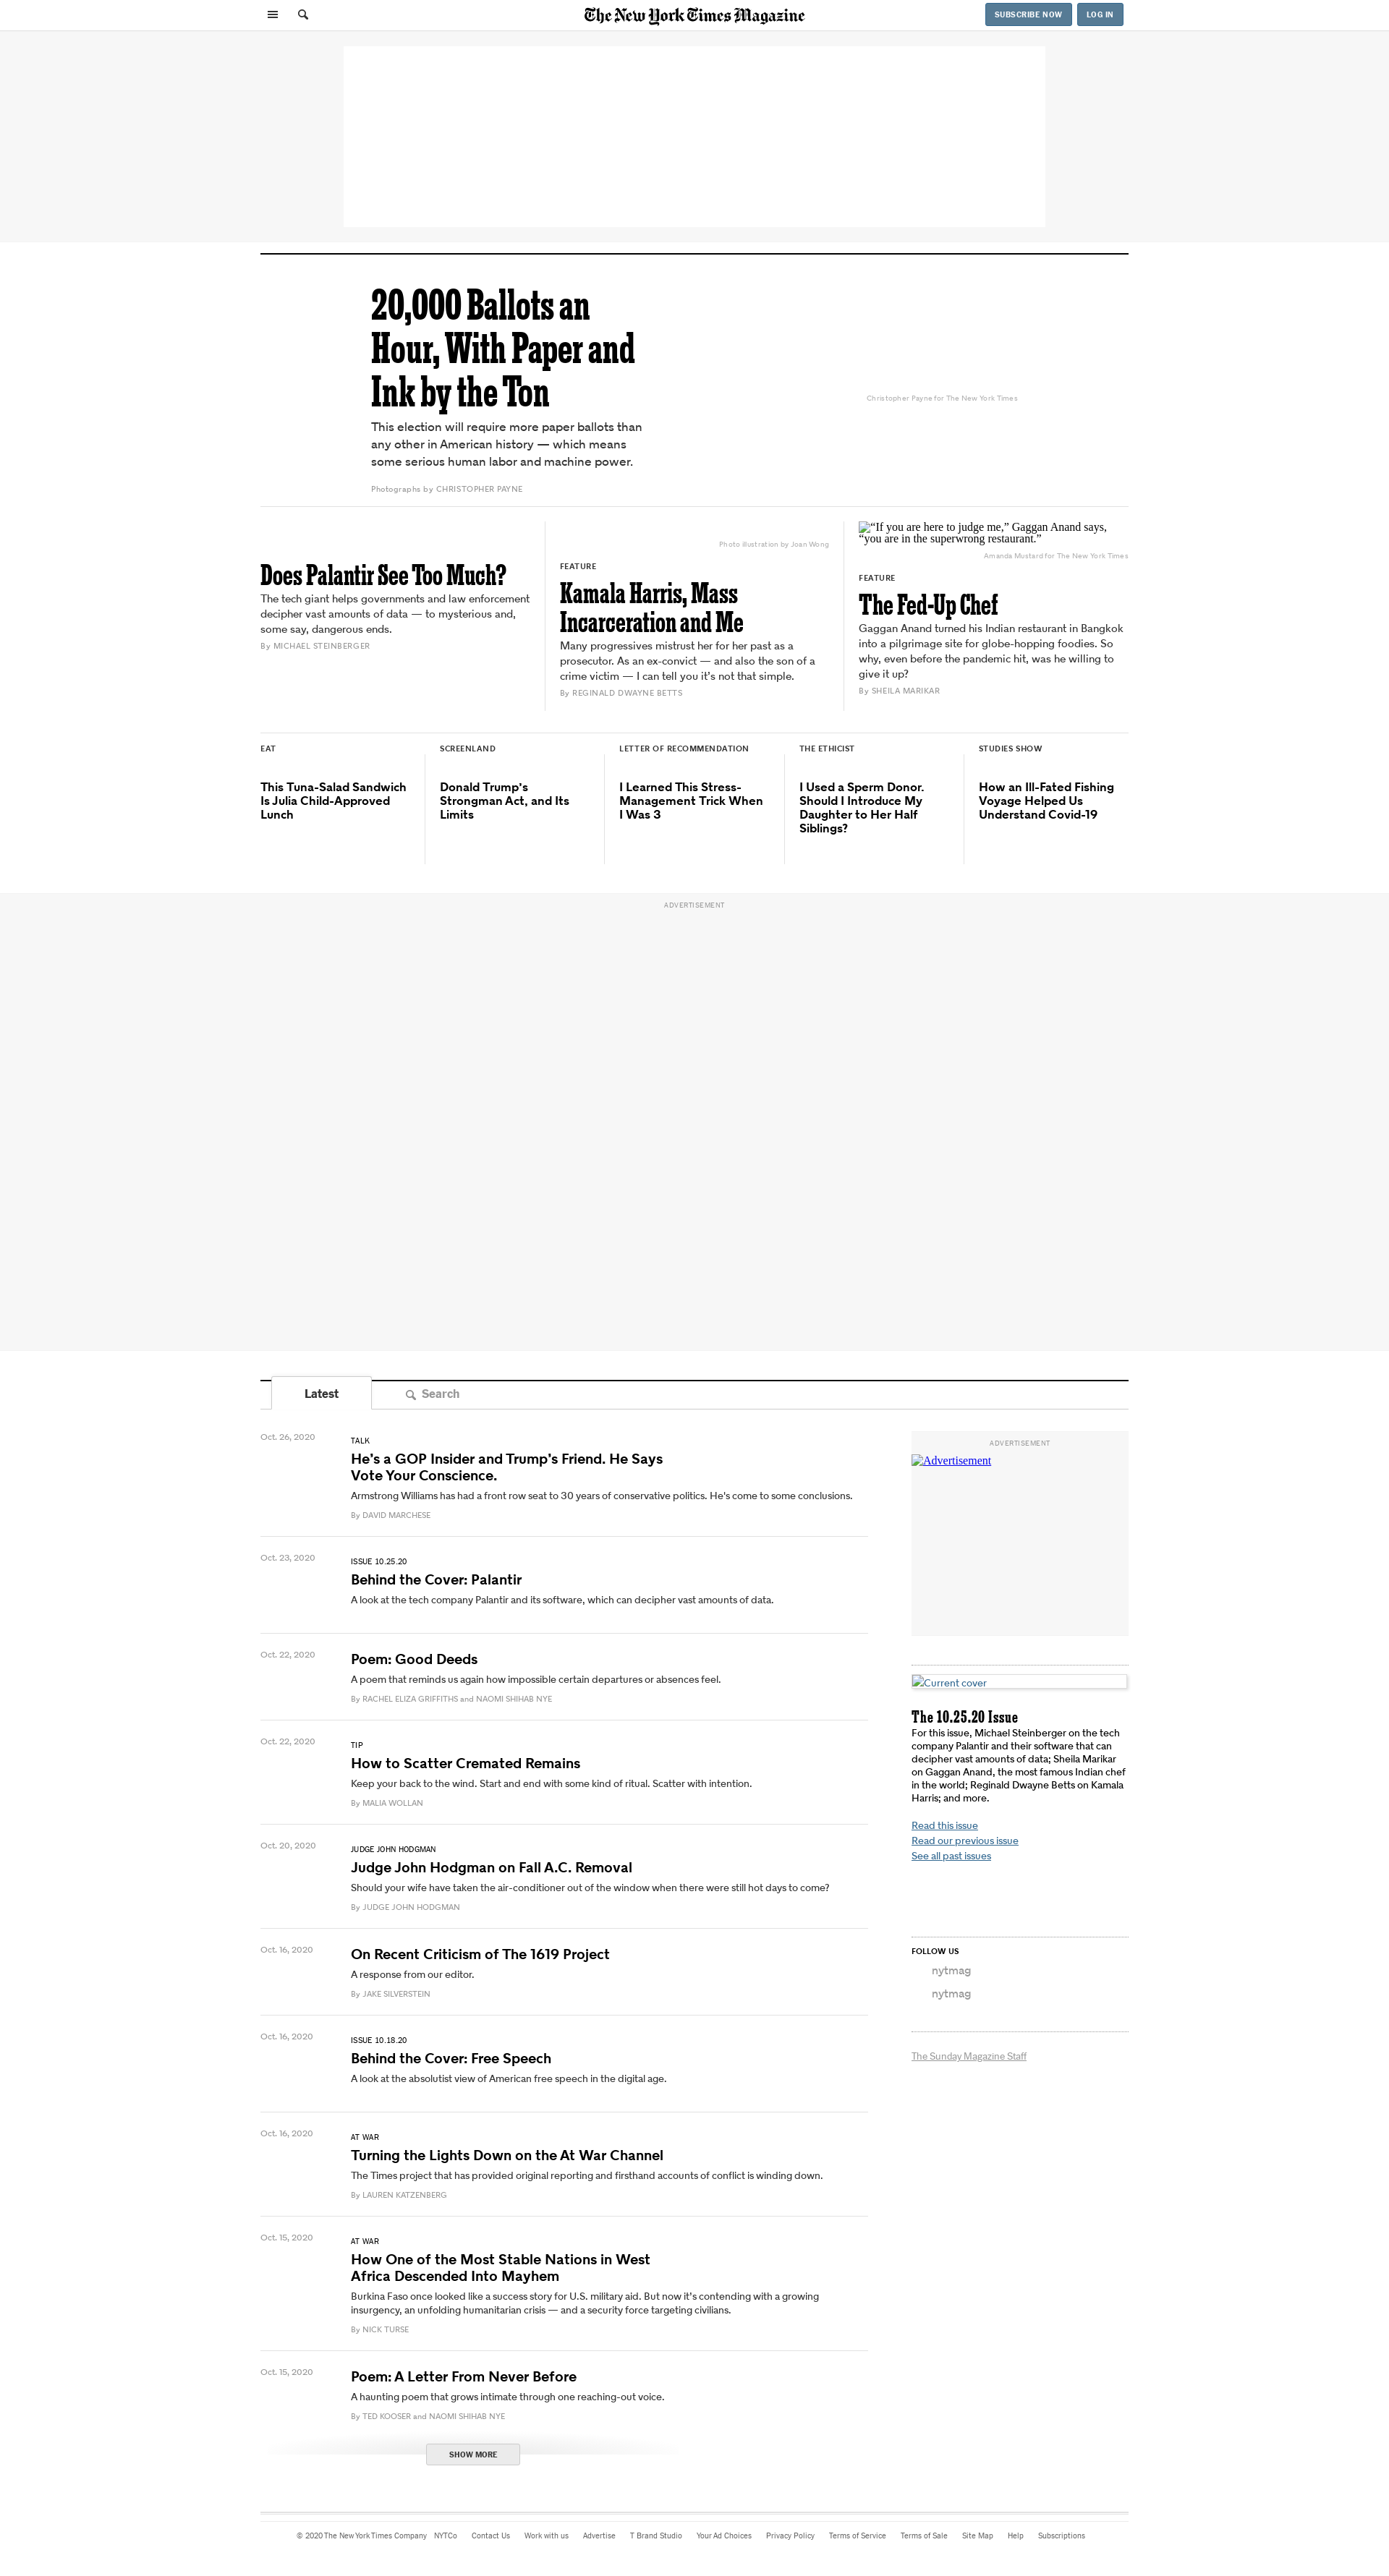 The New York Times Magazine
SUBSCRIBE NOW
LOG IN
20,000 Ballots an
Hour, With Paper and
Ink by the Ton
This election will require more paper ballots than
any other in American history — which means
some serious human labor and machine power.
Photographs by CHRISTOPHER PAYNE
Christopher Payne for The New York Times
Does Palantir See Too Much?
The tech giant helps governments and law enforcement
decipher vast amounts of data — to mysterious and,
some say, dangerous ends.
By MICHAEL STEINBERGER
Photo illustration by Joan Wong
FEATURE
Kamala Harris, Mass
Incarceration and Me
Many progressives mistrust her for her past as a
prosecutor. As an ex-convict — and also the son of a
crime victim — I can tell you it’s not that simple.
By REGINALD DWAYNE BETTS
“If you are here to judge me,” Gaggan Anand says,
“you are in the superwrong restaurant.”
Amanda Mustard for The New York Times
FEATURE
The Fed-Up Chef
Gaggan Anand turned his Indian restaurant in Bangkok
into a pilgrimage site for globe-hopping foodies. So
why, even before the pandemic hit, was he willing to
give it up?
By SHEILA MARIKAR
EAT
This Tuna-Salad Sandwich
Is Julia Child-Approved
Lunch
SCREENLAND
Donald Trump’s
Strongman Act, and Its
Limits
LETTER OF RECOMMENDATION
I Learned This Stress-
Management Trick When
I Was 3
THE ETHICIST
I Used a Sperm Donor.
Should I Introduce My
Daughter to Her Half
Siblings?
STUDIES SHOW
How an Ill-Fated Fishing
Voyage Helped Us
Understand Covid-19
ADVERTISEMENT
Latest
Search
Oct. 26, 2020
TALK
He’s a GOP Insider and Trump’s Friend. He Says
Vote Your Conscience.
Armstrong Williams has had a front row seat to 30 years of conservative politics. He's come to some conclusions.
By DAVID MARCHESE
Oct. 23, 2020
ISSUE 10.25.20
Behind the Cover: Palantir
A look at the tech company Palantir and its software, which can decipher vast amounts of data.
Oct. 22, 2020
Poem: Good Deeds
A poem that reminds us again how impossible certain departures or absences feel.
By RACHEL ELIZA GRIFFITHS and NAOMI SHIHAB NYE
Oct. 22, 2020
TIP
How to Scatter Cremated Remains
Keep your back to the wind. Start and end with some kind of ritual. Scatter with intention.
By MALIA WOLLAN
Oct. 20, 2020
JUDGE JOHN HODGMAN
Judge John Hodgman on Fall A.C. Removal
Should your wife have taken the air-conditioner out of the window when there were still hot days to come?
By JUDGE JOHN HODGMAN
Oct. 16, 2020
On Recent Criticism of The 1619 Project
A response from our editor.
By JAKE SILVERSTEIN
Oct. 16, 2020
ISSUE 10.18.20
Behind the Cover: Free Speech
A look at the absolutist view of American free speech in the digital age.
Oct. 16, 2020
AT WAR
Turning the Lights Down on the At War Channel
The Times project that has provided original reporting and firsthand accounts of conflict is winding down.
By LAUREN KATZENBERG
Oct. 15, 2020
AT WAR
How One of the Most Stable Nations in West
Africa Descended Into Mayhem
Burkina Faso once looked like a success story for U.S. military aid. But now it’s contending with a growing
insurgency, an unfolding humanitarian crisis — and a security force targeting civilians.
By NICK TURSE
Oct. 15, 2020
Poem: A Letter From Never Before
A haunting poem that grows intimate through one reaching-out voice.
By TED KOOSER and NAOMI SHIHAB NYE
SHOW MORE
ADVERTISEMENT
Advertisement
Current cover
The 10.25.20 Issue
For this issue, Michael Steinberger on the tech
company Palantir and their software that can
decipher vast amounts of data; Sheila Marikar
on Gaggan Anand, the most famous Indian chef
in the world; Reginald Dwayne Betts on Kamala
Harris; and more.
Read this issue
Read our previous issue
See all past issues
FOLLOW US
nytmag
nytmag
The Sunday Magazine Staff
© 2020 The New York Times Company NYTCo Contact Us Work with us Advertise T Brand Studio Your Ad Choices Privacy Policy Terms of Service Terms of Sale Site Map Help Subscriptions